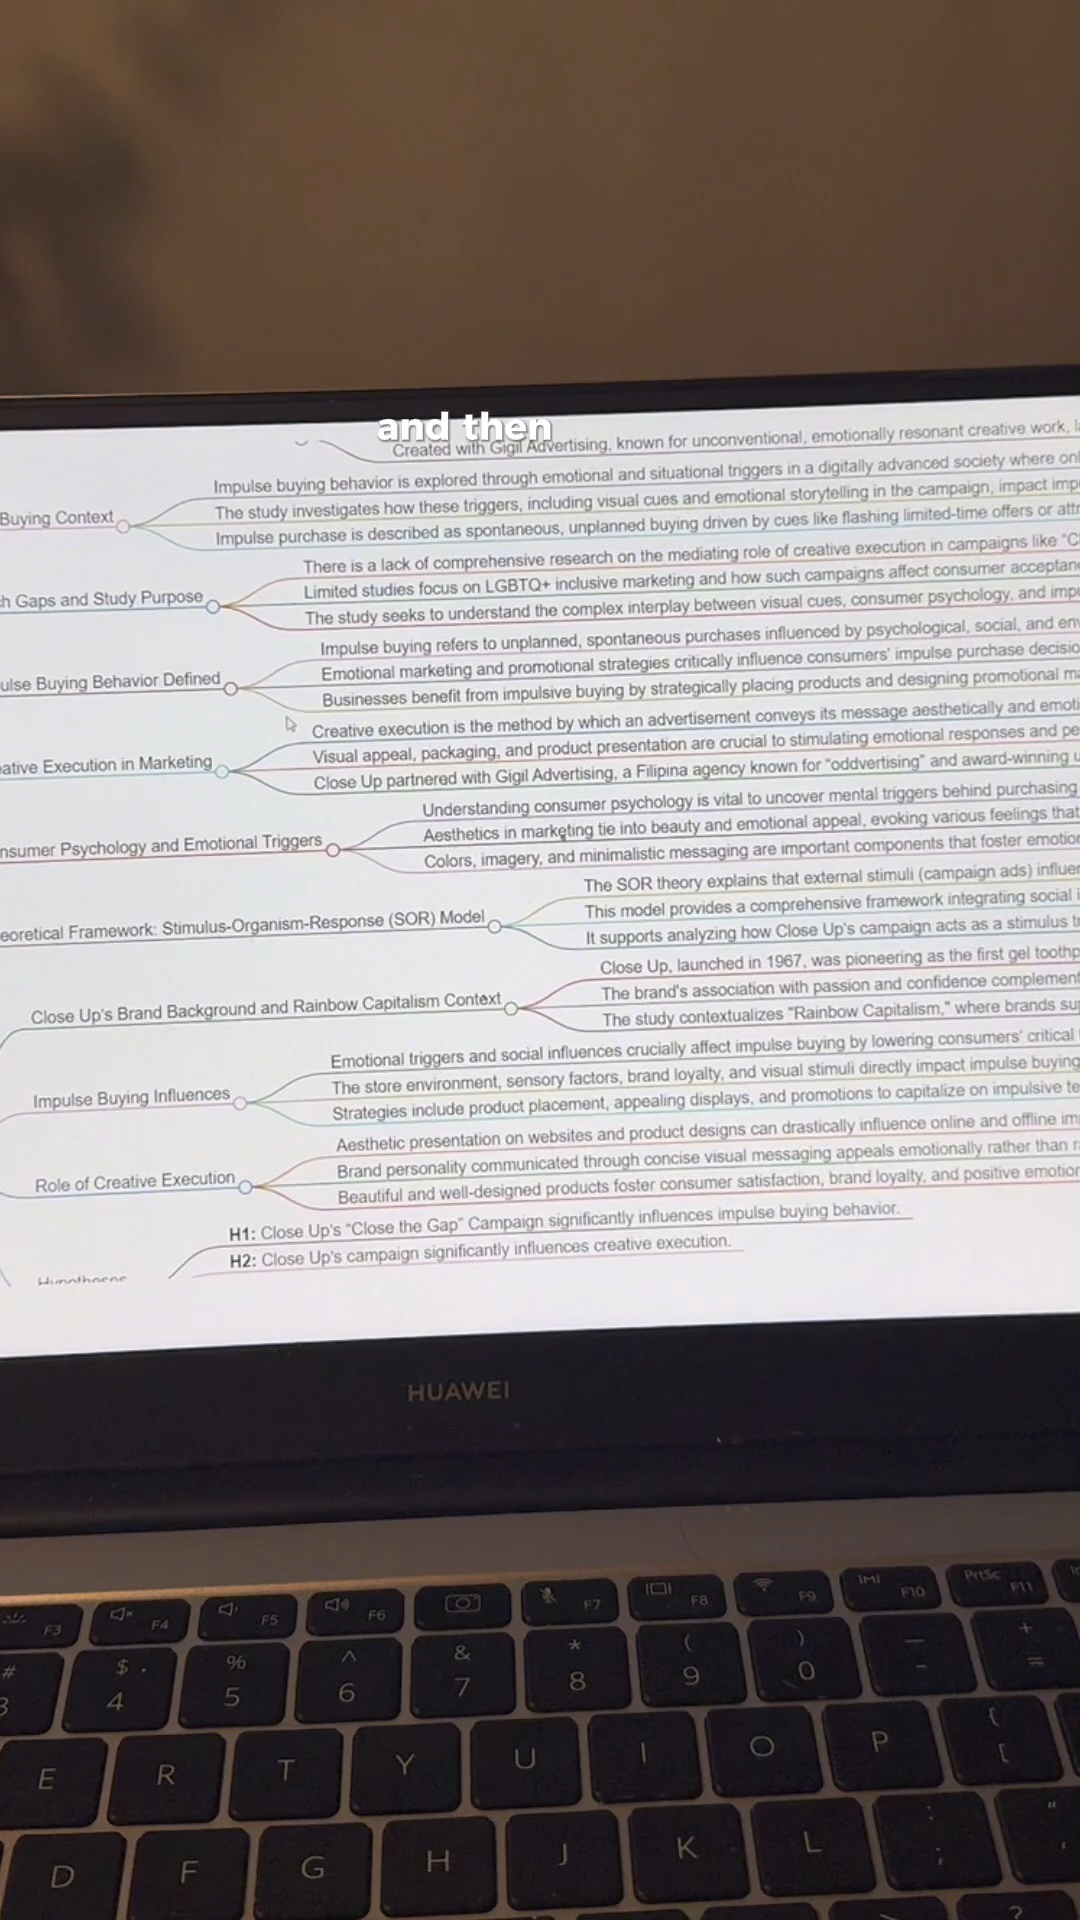 and then
Created with Gigil Advertising, known for unconventional, emotionally resonant creative work,
Impulse buying behavior is explored through emotional and situational triggers in a digitally advanced society where
Buying Context
The study investigates how these triggers, including visual cues and emotional storytelling in the campaign, impact
Impulse purchase is described as spontaneous, unplanned buying driven by cues like flashing limited-time offers or
There is a lack of comprehensive research on the mediating role of creative execution in campaigns like
Gaps and Study Purpose
Limited studies focus on LGBTQ+ inclusive marketing and how such campaigns affect consumer
The study seeks to understand the complex interplay between visual cues, consumer psychology, and
Impulse buying refers to unplanned, spontaneous purchases influenced by psychological, social, and
Buying Behavior Defined
Emotional marketing and promotional strategies critically influence consumers' impulse purchase
Businesses benefit from impulsive buying by strategically placing products and designing promotional
Creative execution is the method by which an advertisement conveys its message aesthetically and
Execution in Marketing
Visual appeal, packaging, and product presentation are crucial to stimulating emotional responses and
Close Up partnered with Gigil Advertising, a Filipina agency known for "oddvertising" and award-winning
Understanding consumer psychology is vital to uncover mental triggers behind purchasing
Psychology and Emotional Triggers
Aesthetics in marketing tie into beauty and emotional appeal, evoking various feelings that
Colors, imagery, and minimalistic messaging are important components that foster
The SOR theory explains that external stimuli (campaign ads)
Framework: Stimulus-Organism-Response (SOR) Model
This model provides a comprehensive framework integrating social
It supports analyzing how Close Up's campaign acts as a stimulus
Close Up, launched in 1967, was pioneering as the first gel
Close Up's Brand Background and Rainbow Capitalism Context
The brand's association with passion and confidence
The study contextualizes "Rainbow Capitalism," where brands
Emotional triggers and social influences crucially affect impulse buying by lowering consumers' critical
Impulse Buying Influences
The store environment, sensory factors, brand loyalty, and visual stimuli directly impact impulse buying
Strategies include product placement, appealing displays, and promotions to capitalize on impulsive
Aesthetic presentation on websites and product designs can drastically influence online and offline
Role of Creative Execution
Brand personality communicated through concise visual messaging appeals emotionally rather than
Beautiful and well-designed products foster consumer satisfaction, brand loyalty, and positive
H1: Close Up's "Close the Gap" Campaign significantly influences impulse buying behavior.
H2: Close Up's campaign significantly influences creative execution.
HUAWEI
F3 F4 F5 F6 F7 F8 F9 F10 PrtSc F11
# $ % ^ & * ( ) — +
3 4 5 6 7 8 9 0 - =
E R T Y U I O P { [
D F G H J K L : ; "
?